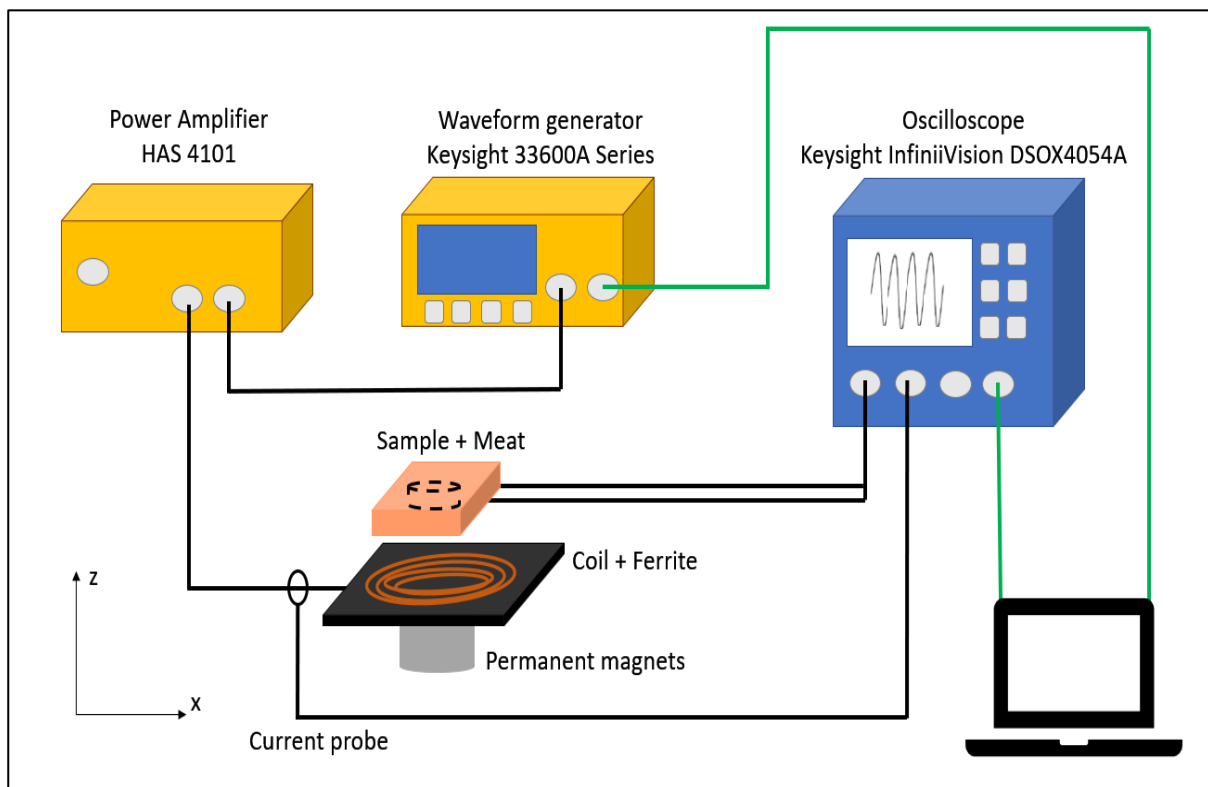 Power Amplifier
HAS 4101
Waveform generator
Keysight 33600A Series
Oscilloscope
Keysight InfiniiVision DSOX4054A
Sample + Meat
Coil + Ferrite
Permanent magnets
Current probe
z
x